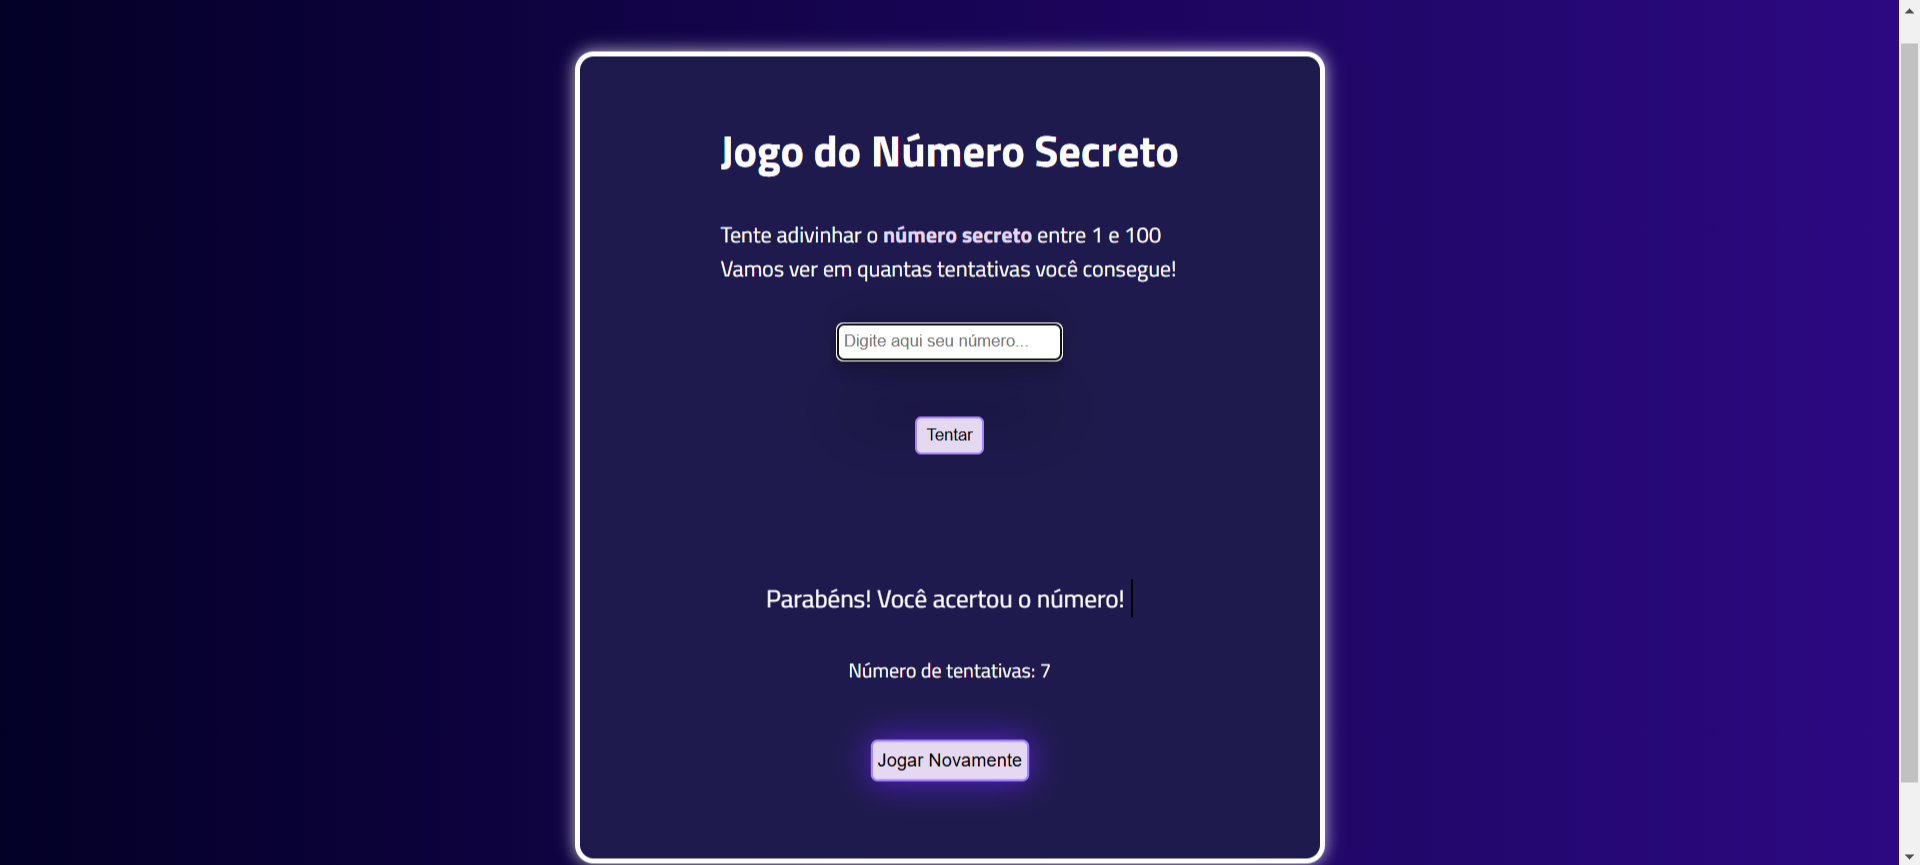 Jogo do Número Secreto
Tente adivinhar o número secreto entre 1 e 100
Vamos ver em quantas tentativas você consegue!
Digite aqui seu número...
Tentar
Parabéns! Você acertou o número!
Número de tentativas: 7
Jogar Novamente